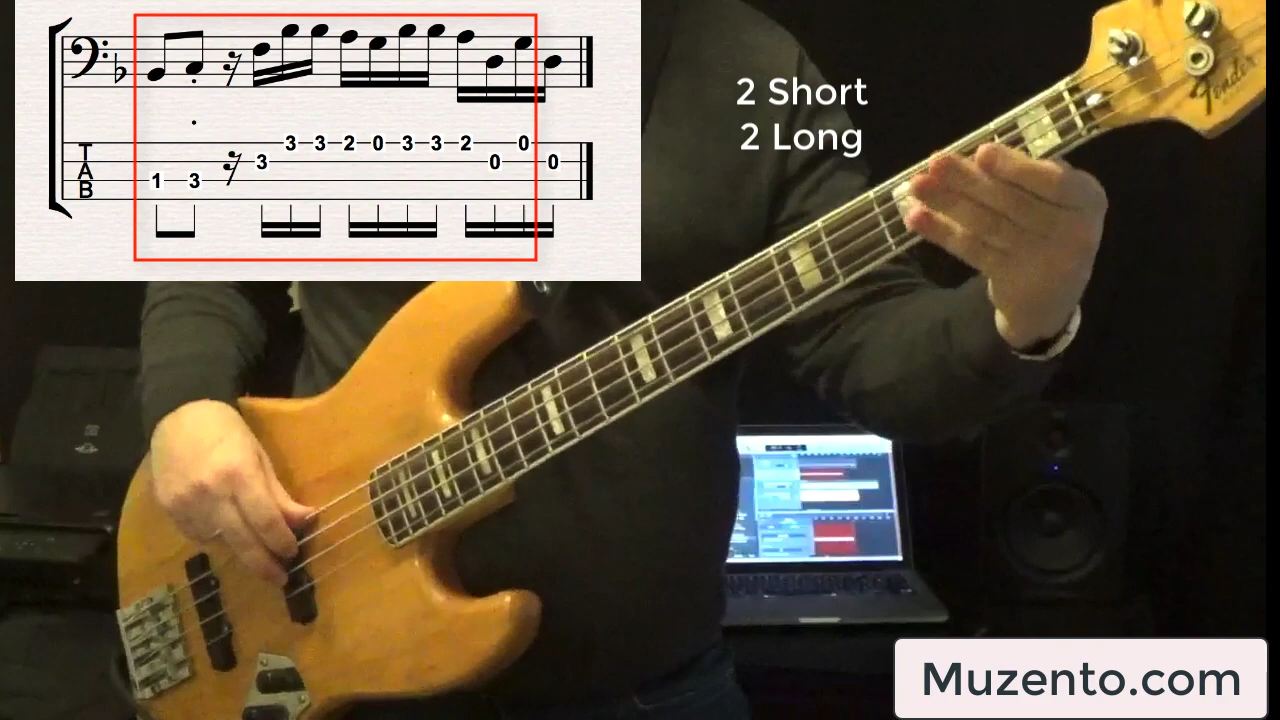 2 Short
2 Long
T 3 3 2 0 3 3 2 0
A 3 0 0
B 1 3
Fender
Muzento.com